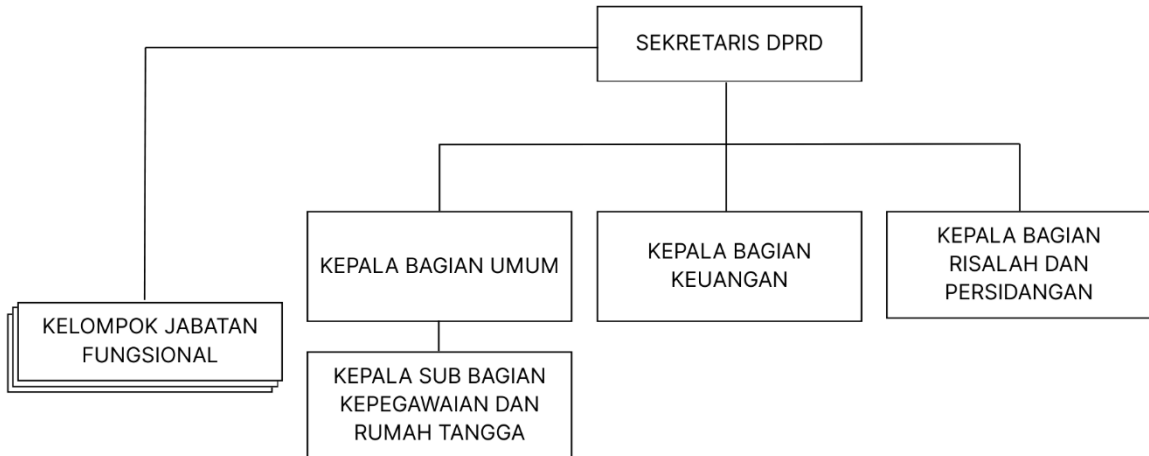 SEKRETARIS DPRD
KEPALA BAGIAN UMUM
KEPALA BAGIAN
KEUANGAN
KEPALA BAGIAN
RISALAH DAN
PERSIDANGAN
KELOMPOK JABATAN
FUNGSIONAL
KEPALA SUB BAGIAN
KEPEGAWAIAN DAN
RUMAH TANGGA